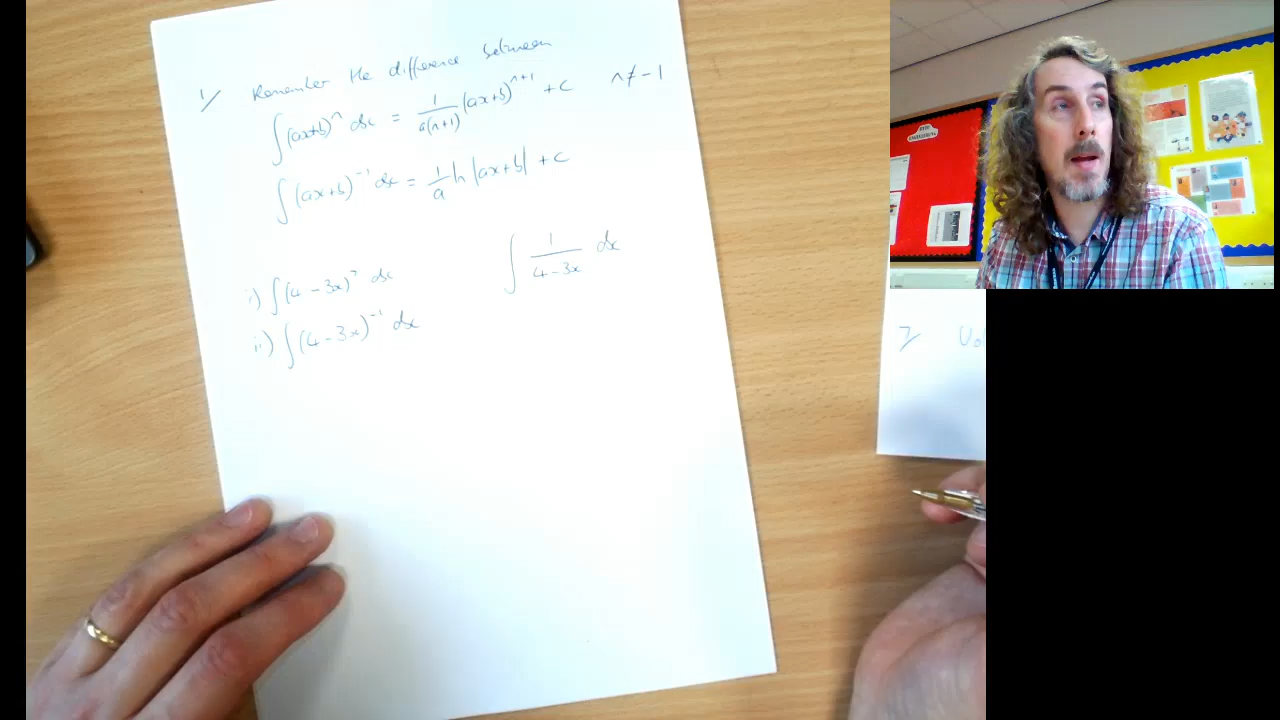 1/ Remember the difference between
∫(ax+b)^n dx = 1/(a(n+1)) (ax+b)^(n+1) + c n ≠ -1
∫(ax+b)^-1 dx = 1/a ln |ax+b| + c
i) ∫(4 - 3x)^7 dx
∫ 1/(4-3x) dx
ii) ∫(4 - 3x)^-1 dx
2/ Vol